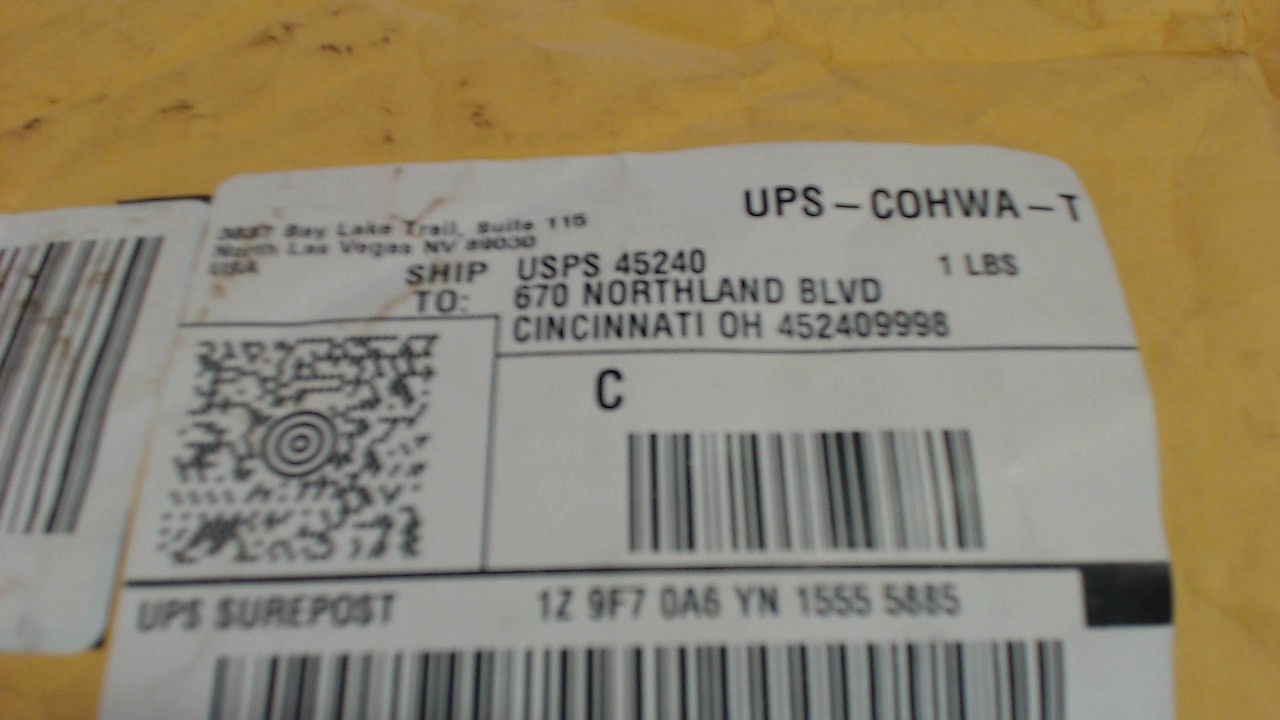 UPS - COHWA - T
3837 Bay Lake Trail, Suite 115
North Las Vegas NV 89030
USA
1 LBS
SHIP TO:
USPS 45240
670 NORTHLAND BLVD
CINCINNATI OH 452409998
C
UPS SUREPOST
1Z 9F7 0A6 YN 1555 5885